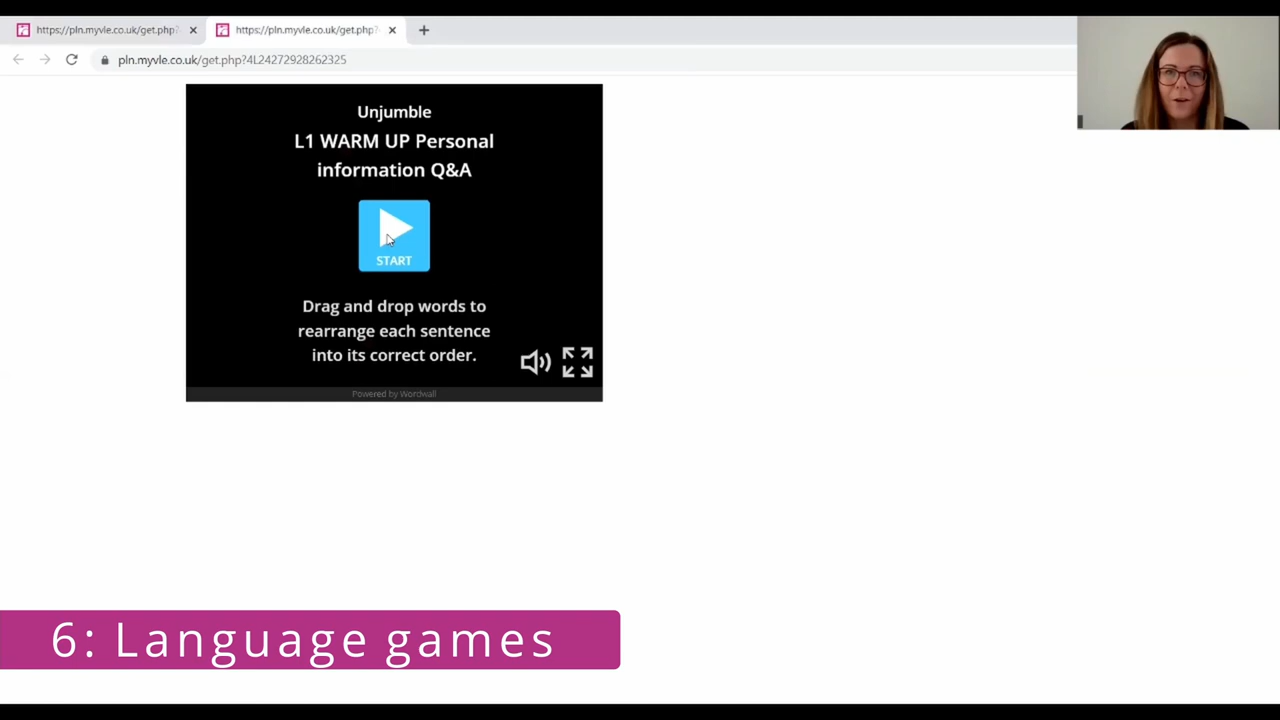 https://pln.myvle.co.uk/get.php?
https://pln.myvle.co.uk/get.php?
pln.myvle.co.uk/get.php?4L24272928262325
Unjumble
L1 WARM UP Personal
information Q&A
START
Drag and drop words to
rearrange each sentence
into its correct order.
Powered by Wordwall
6: Language games